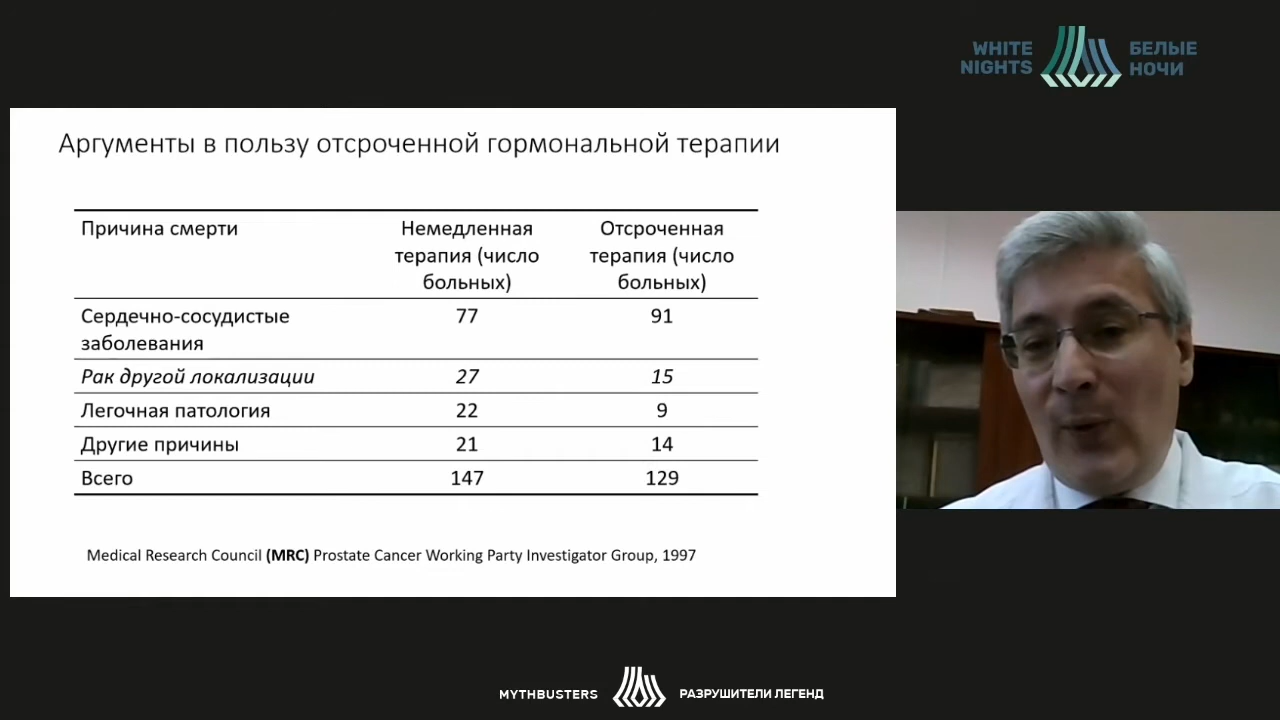 WHITE
NIGHTS
БЕЛЫЕ
НОЧИ
Аргументы в пользу отсроченной гормональной терапии
Причина смерти
Немедленная
терапия (число
больных)
Отсроченная
терапия (число
больных)
Сердечно-сосудистые
заболевания
77
91
Рак другой локализации
27
15
Легочная патология
22
9
Другие причины
21
14
Всего
147
129
Medical Research Council (MRC) Prostate Cancer Working Party Investigator Group, 1997
MYTHBUSTERS
РАЗРУШИТЕЛИ ЛЕГЕНД